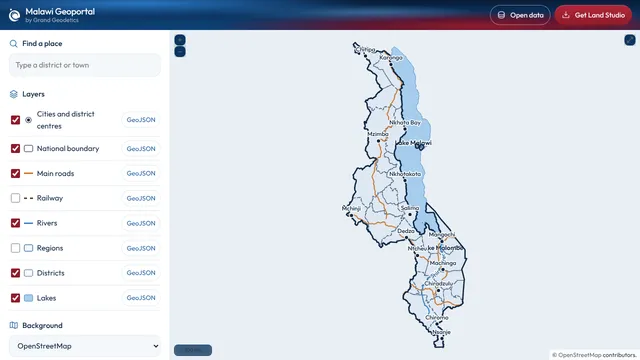 Malawi Geoportal
by Grand Geodetics
Open data
Get Land Studio
Find a place
Type a district or town
Layers
Cities and district
centres
GeoJSON
National boundary
GeoJSON
Main roads
GeoJSON
Railway
GeoJSON
Rivers
GeoJSON
Regions
GeoJSON
Districts
GeoJSON
Lakes
GeoJSON
Background
OpenStreetMap
Chitipa
Karonga
Nkhata Bay
Mzimba
Lake Malawi
Nkhotakota
Mchinji
Salima
Dedza
Mangochi
Ntcheu
ke Malombe
Machinga
Chiradzulu
Chiromo
Nsanje
© OpenStreetMap contributors.